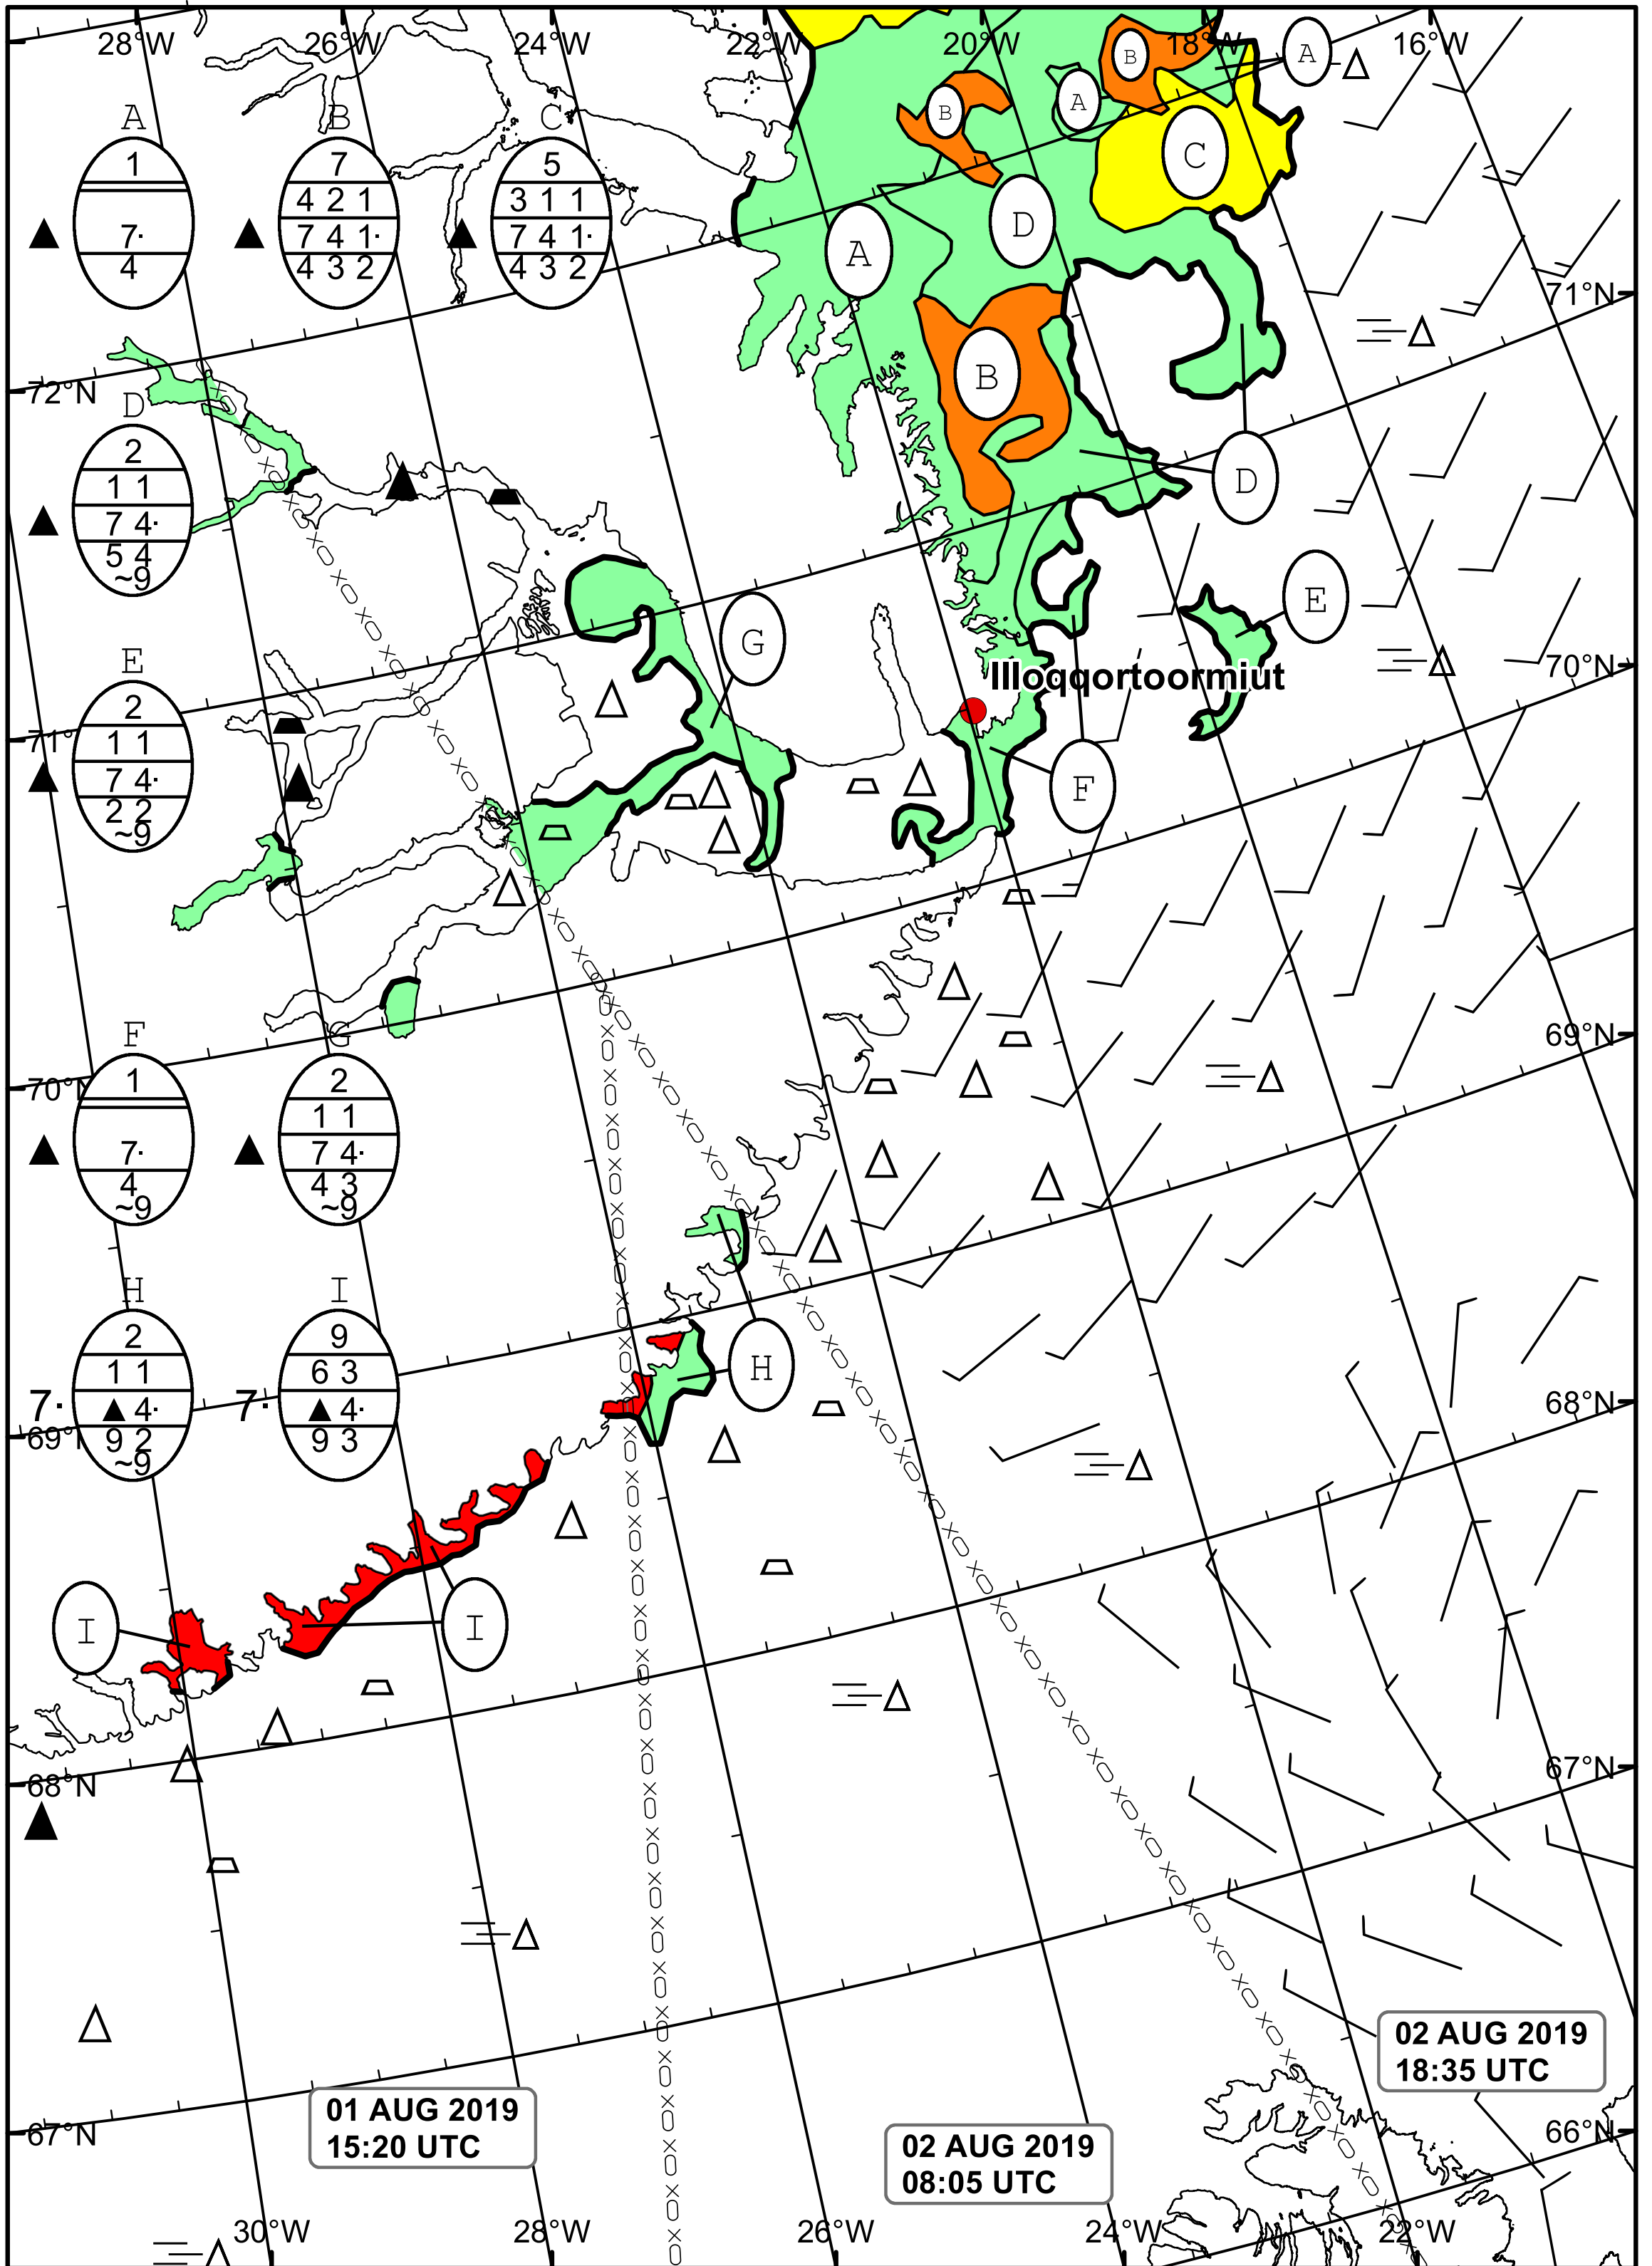 28°W 26°W 24°W 22°W 20°W 18°W 16°W
B A
B A
C
A B C
1 7 5
4 2 1 3 1 1
7· 7 4 1· 7 4 1·
4 4 3 2 4 3 2
A D
71°N
B
72°N
D
2
1 1
7 4·
5 4
~9
D
E
G
E
2
1 1
7 4·
2 2
~9
Illoqqortoormiut
70°N
71°
F
69°N
F G
70°N
1 2
1 1
7· 7 4·
4 4 3
~9 ~9
H I
2 9
1 1 6 3
7· 4· 7· 4·
9 2 9 3
~9
H
68°N
69°N
I I
67°N
68°N
02 AUG 2019
18:35 UTC
01 AUG 2019
15:20 UTC
02 AUG 2019
08:05 UTC
67°N
66°N
30°W 28°W 26°W 24°W 22°W